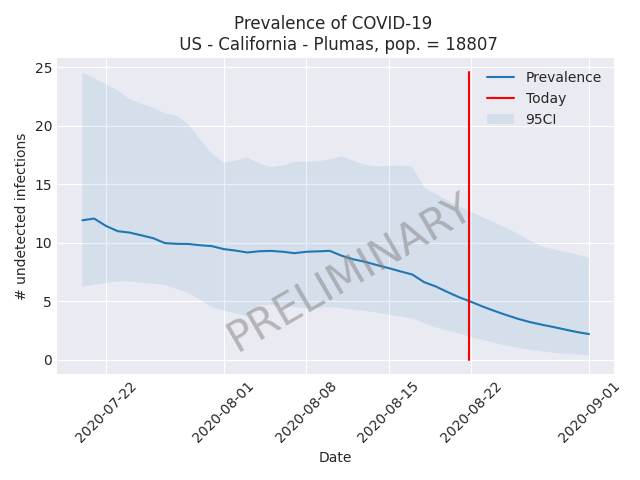 Prevalence of COVID-19
US - California - Plumas, pop. = 18807
# undetected infections
25
20
15
10
5
0
Prevalence
Today
95CI
PRELIMINARY
2020-07-22
2020-08-01
2020-08-08
2020-08-15
2020-08-22
2020-09-01
Date